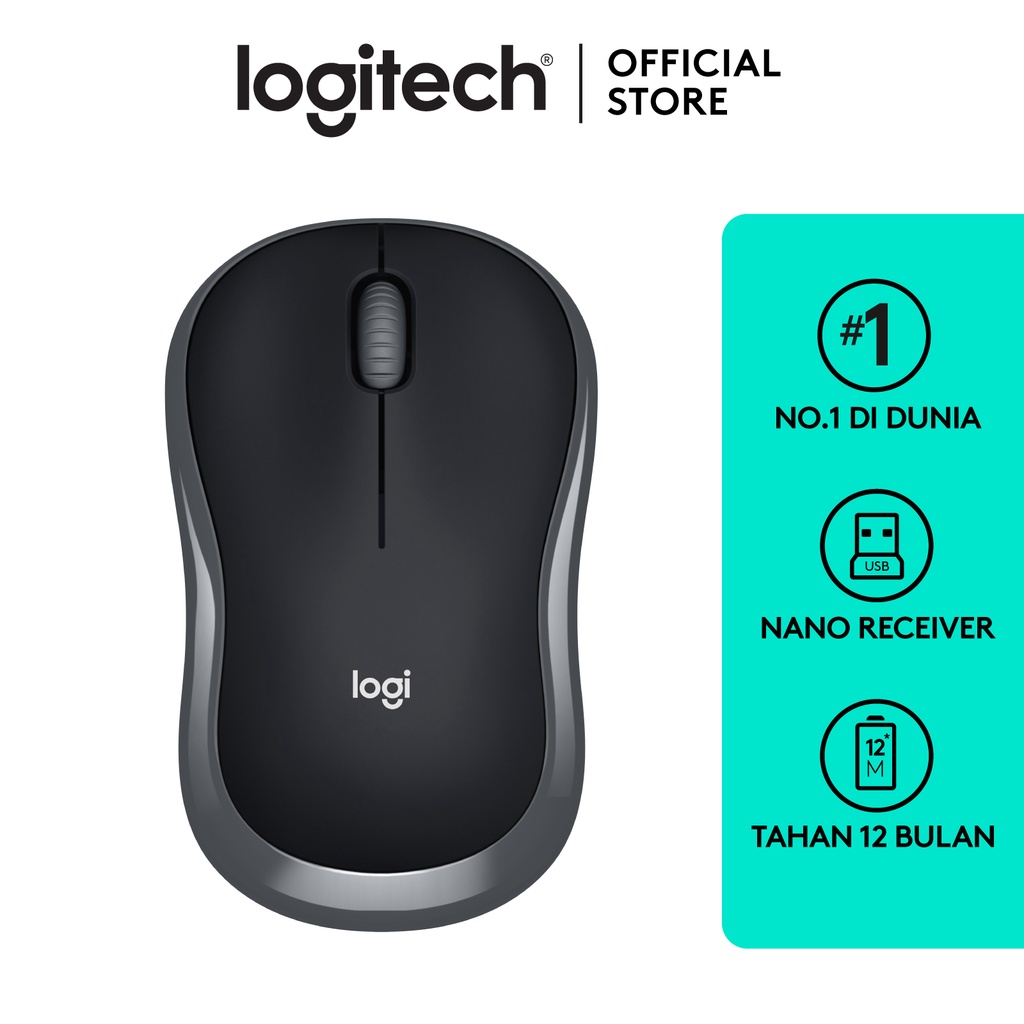 logitech®
OFFICIAL
STORE
logi
#1
NO.1 DI DUNIA
USB
NANO RECEIVER
12*
M
TAHAN 12 BULAN